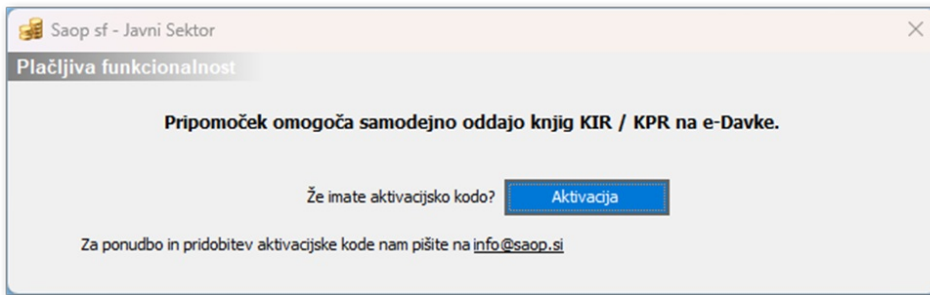 Saop sf - Javni Sektor
Plačljiva funkcionalnost
Pripomoček omogoča samodejno oddajo knjig KIR / KPR na e-Davke.
Že imate aktivacijsko kodo? Aktivacija
Za ponudbo in pridobitev aktivacijske kode nam pišite na info@saop.si